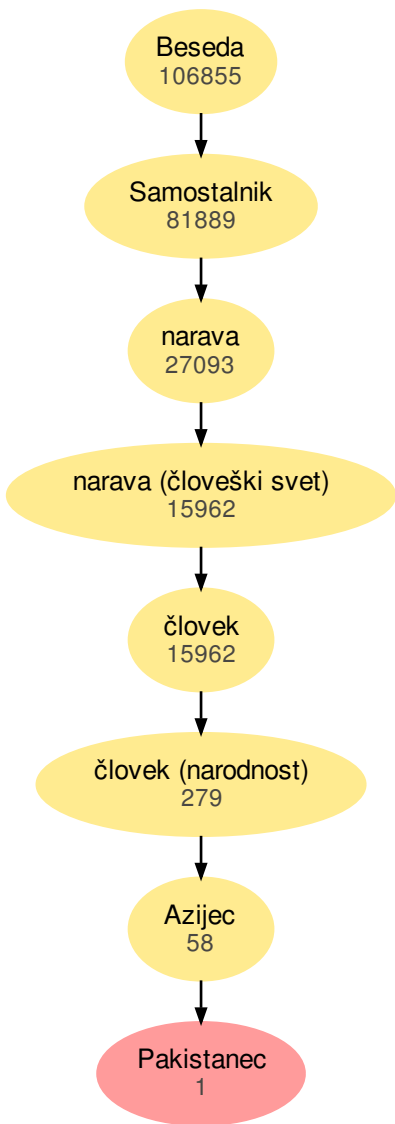 Beseda
106855
Samostalnik
81889
narava
27093
narava (človeški svet)
15962
človek
15962
človek (narodnost)
279
Azijec
58
Pakistanec
1